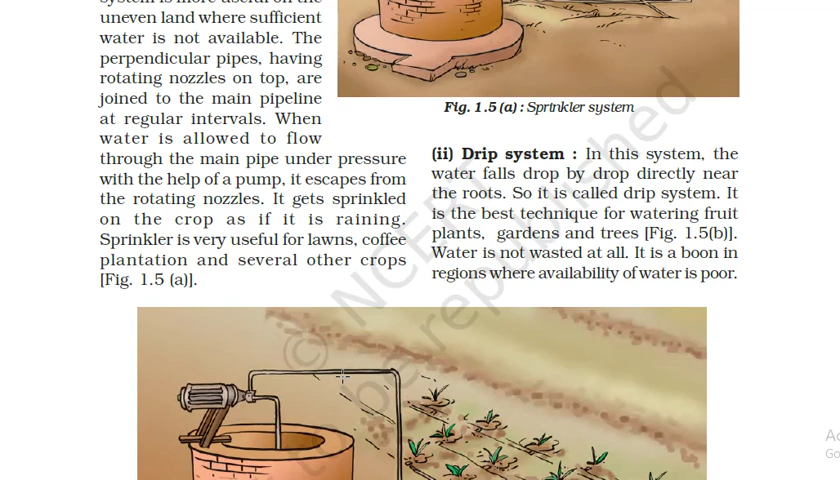 system is more useful on the
uneven land where sufficient
water is not available. The
perpendicular pipes, having
rotating nozzles on top, are
joined to the main pipeline
at regular intervals. When
water is allowed to flow
through the main pipe under pressure
with the help of a pump, it escapes from
the rotating nozzles. It gets sprinkled
on the crop as if it is raining.
Sprinkler is very useful for lawns, coffee
plantation and several other crops
[Fig. 1.5 (a)].
Fig. 1.5 (a) : Sprinkler system
(ii) Drip system : In this system, the
water falls drop by drop directly near
the roots. So it is called drip system. It
is the best technique for watering fruit
plants, gardens and trees [Fig. 1.5(b)].
Water is not wasted at all. It is a boon in
regions where availability of water is poor.
© NCERT
be republished